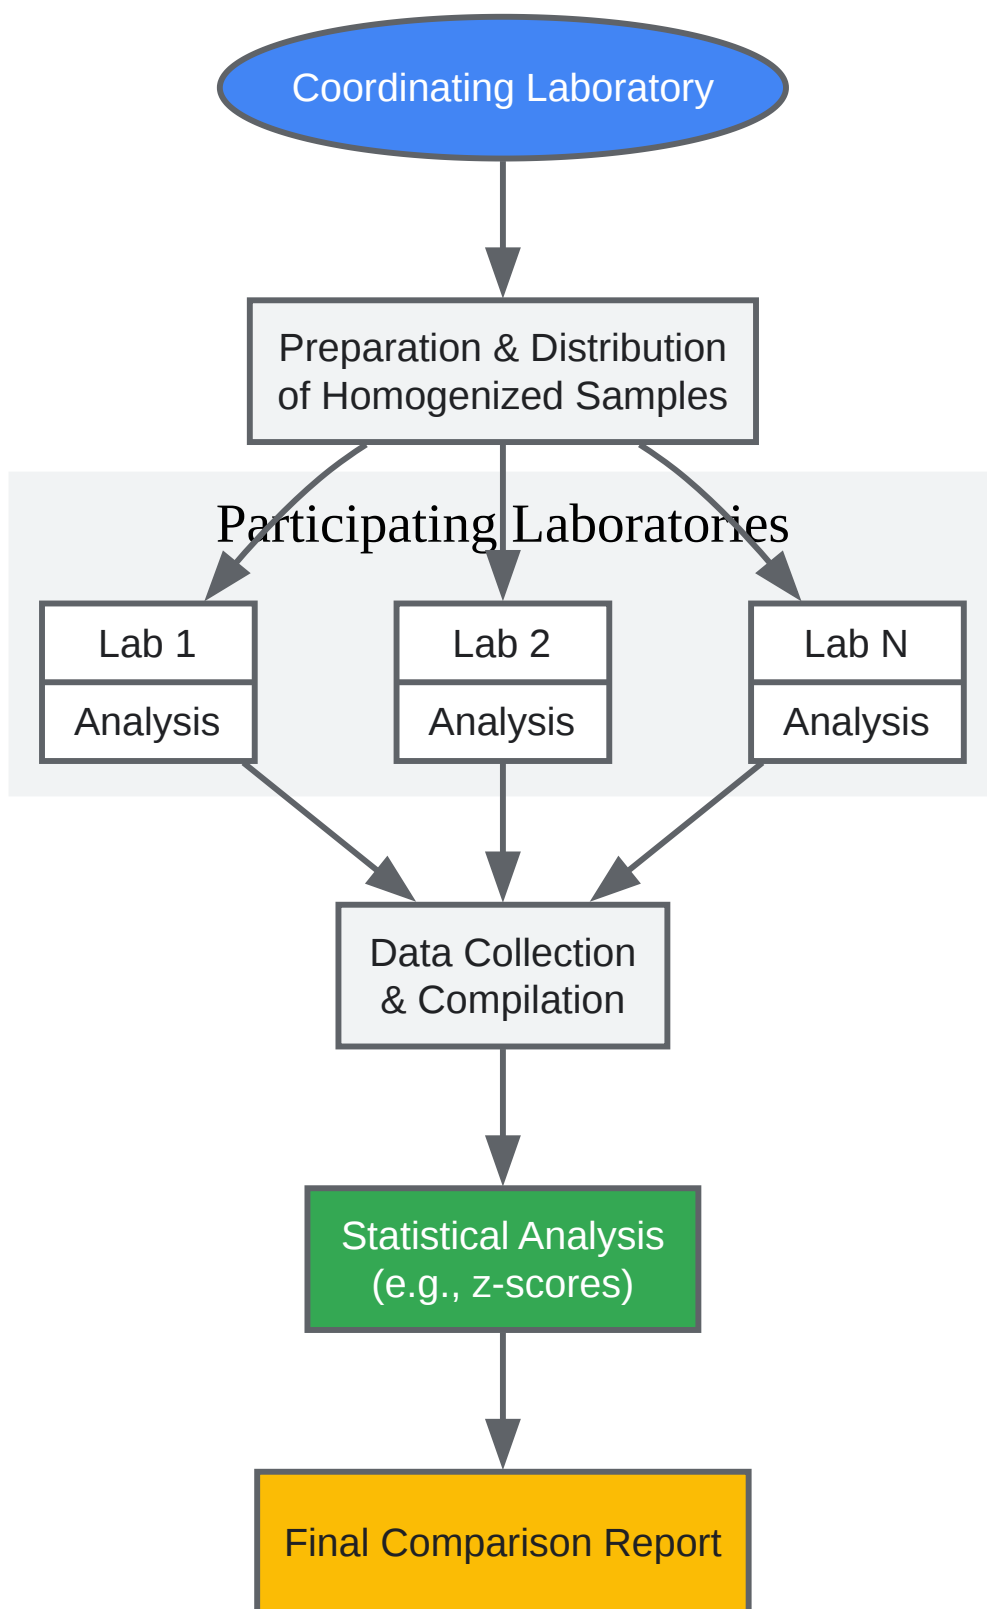 Coordinating Laboratory
Preparation & Distribution
of Homogenized Samples
Participating Laboratories
Lab 1
Analysis
Lab 2
Analysis
Lab N
Analysis
Data Collection
& Compilation
Statistical Analysis
(e.g., z-scores)
Final Comparison Report